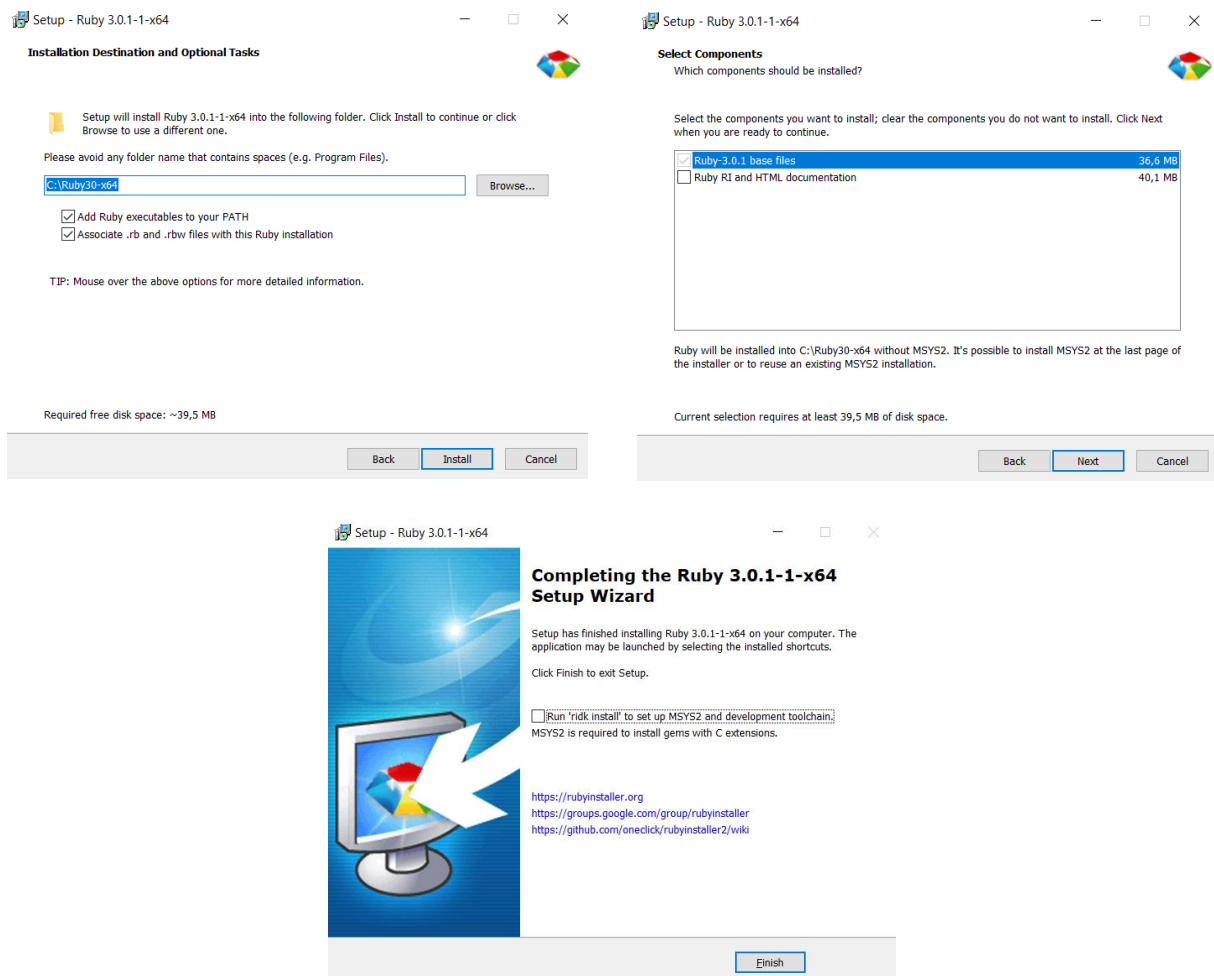 Setup - Ruby 3.0.1-1-x64
Installation Destination and Optional Tasks
Setup will install Ruby 3.0.1-1-x64 into the following folder. Click Install to continue or click
Browse to use a different one.
Please avoid any folder name that contains spaces (e.g. Program Files).
C:\Ruby30-x64
Browse...
Add Ruby executables to your PATH
Associate .rb and .rbw files with this Ruby installation
TIP: Mouse over the above options for more detailed information.
Required free disk space: ~39,5 MB
Back Install Cancel
Setup - Ruby 3.0.1-1-x64
Select Components
Which components should be installed?
Select the components you want to install; clear the components you do not want to install. Click Next
when you are ready to continue.
Ruby-3.0.1 base files 36,6 MB
Ruby RI and HTML documentation 40,1 MB
Ruby will be installed into C:\Ruby30-x64 without MSYS2. It's possible to install MSYS2 at the last page of
the installer or to reuse an existing MSYS2 installation.
Current selection requires at least 39,5 MB of disk space.
Back Next Cancel
Setup - Ruby 3.0.1-1-x64
Completing the Ruby 3.0.1-1-x64
Setup Wizard
Setup has finished installing Ruby 3.0.1-1-x64 on your computer. The
application may be launched by selecting the installed shortcuts.
Click Finish to exit Setup.
Run 'ridk install' to set up MSYS2 and development toolchain.
MSYS2 is required to install gems with C extensions.
https://rubyinstaller.org
https://groups.google.com/group/rubyinstaller
https://github.com/oneclick/rubyinstaller2/wiki
Finish